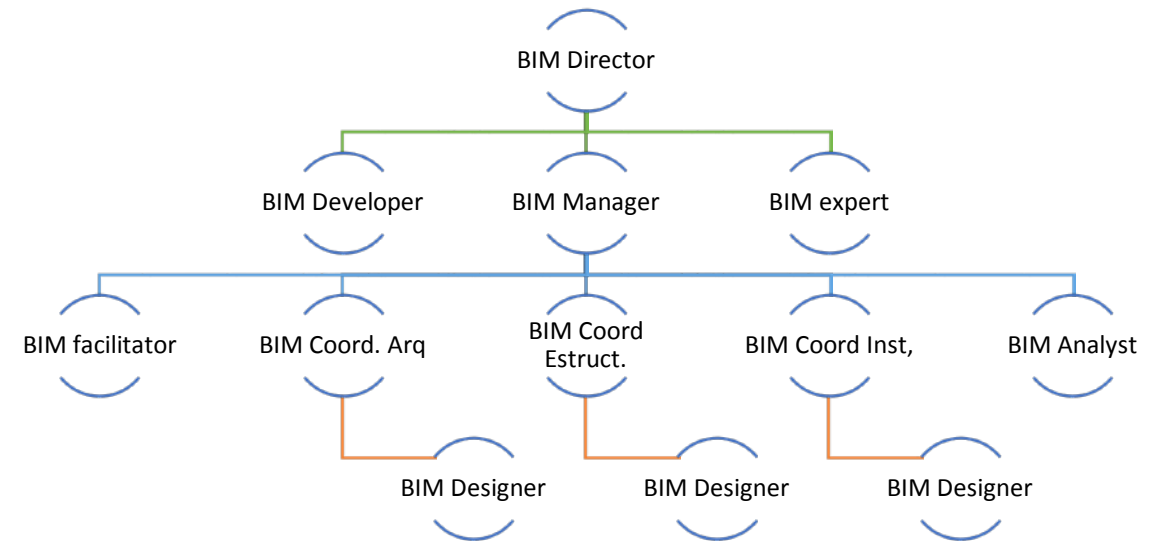 BIM Director
BIM Developer
BIM Manager
BIM expert
BIM facilitator
BIM Coord. Arq
BIM Coord
Estruct.
BIM Coord Inst,
BIM Analyst
BIM Designer
BIM Designer
BIM Designer